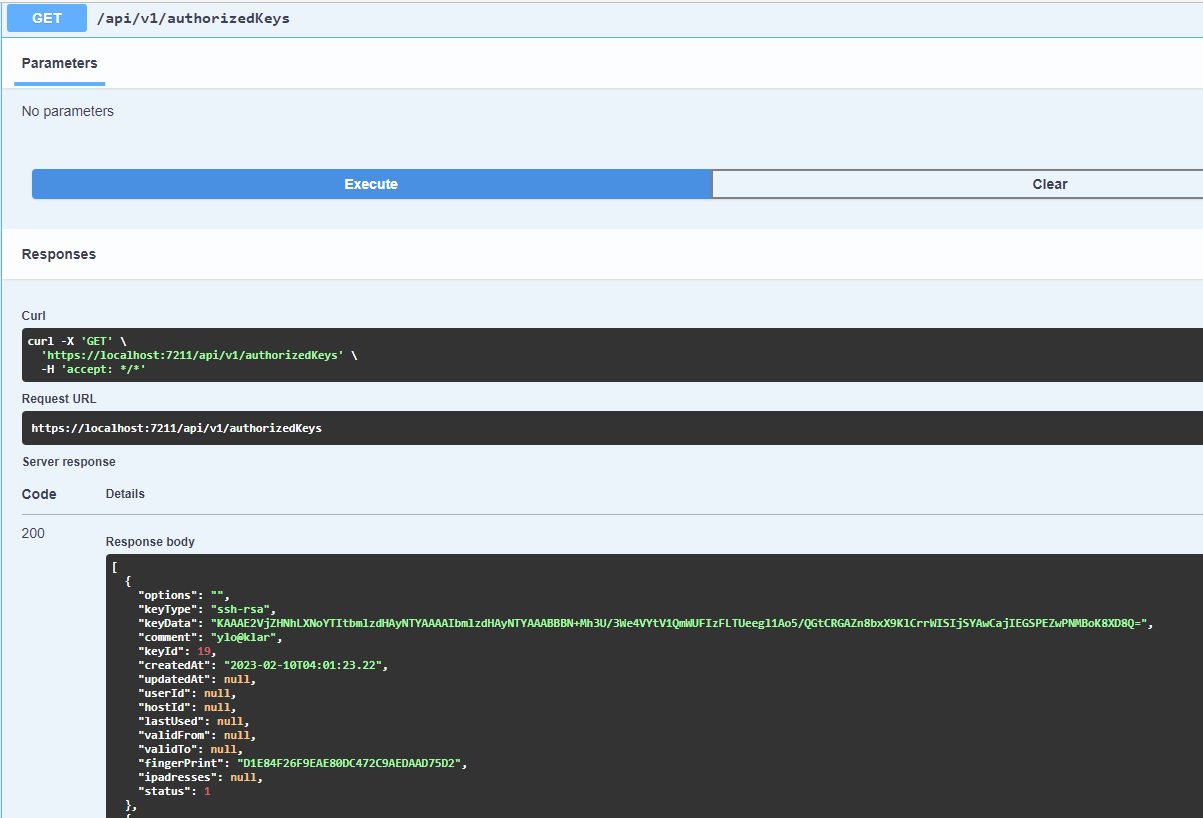 GET /api/v1/authorizedKeys
Parameters
No parameters
Execute Clear
Responses
Curl
curl -X 'GET' \
'https://localhost:7211/api/v1/authorizedKeys' \
-H 'accept: */*'
Request URL
https://localhost:7211/api/v1/authorizedKeys
Server response
Code Details
200
Response body
[
{
"options": "",
"keyType": "ssh-rsa",
"keyData": "KAAAE2VjZHNhLXNoYTItbmlzdHAyNTYAAAAIbmlzdHAyNTYAAABBBN+Mh3U/3We4VYtV1QmWUFIzFLTUeegl1Ao5/QGtCRGAZn8bxX9KlCrrWISIjSYAwCajIEGSPEZwPNMBoK8XD8Q=",
"comment": "ylo@klar",
"keyId": 19,
"createdAt": "2023-02-10T04:01:23.22",
"updatedAt": null,
"userId": null,
"hostId": null,
"lastUsed": null,
"validFrom": null,
"validTo": null,
"fingerPrint": "D1E84F26F9EAE80DC472C9AEDAAD75D2",
"ipadresses": null,
"status": 1
},
{